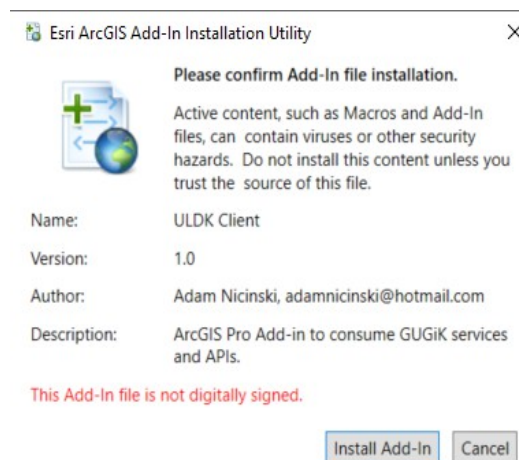 Esri ArcGIS Add-In Installation Utility
Please confirm Add-In file installation.
Active content, such as Macros and Add-In
files, can contain viruses or other security
hazards. Do not install this content unless you
trust the source of this file.
Name: ULDK Client
Version: 1.0
Author: Adam Nicinski, adamnicinski@hotmail.com
Description: ArcGIS Pro Add-in to consume GUGiK services
and APIs.
This Add-In file is not digitally signed.
Install Add-In Cancel